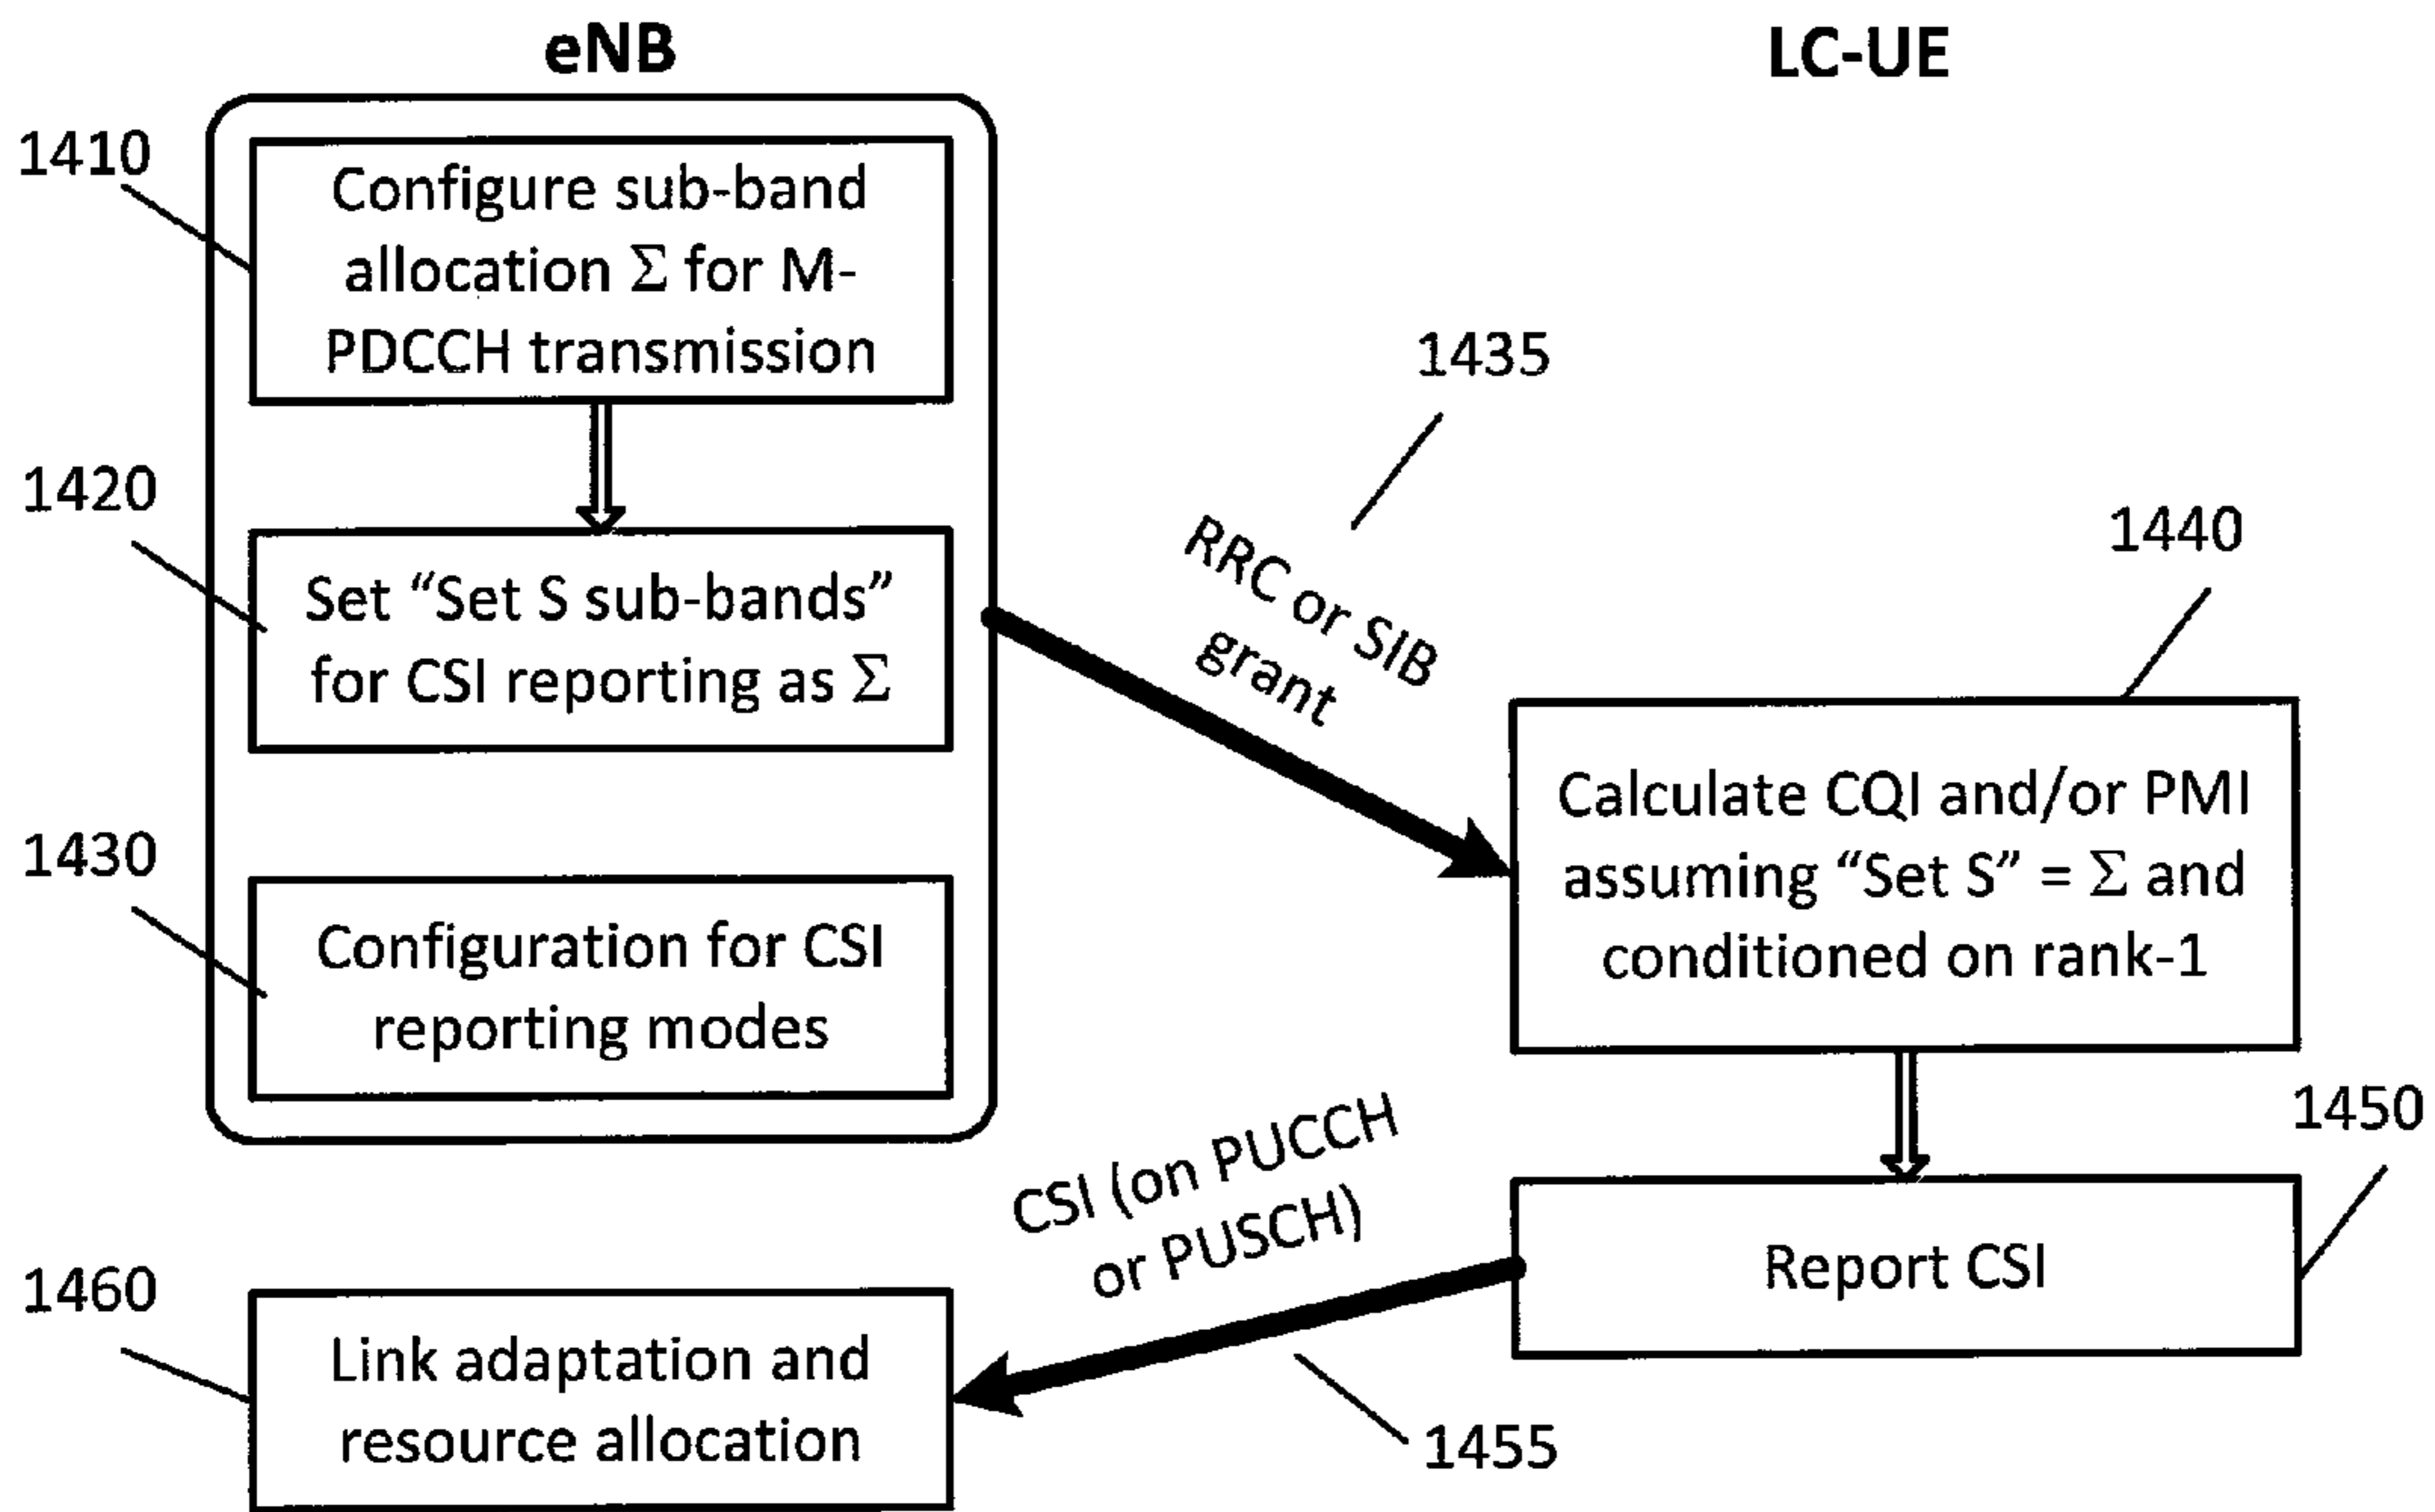 eNB
LC-UE
1410
Configure sub-band
allocation Σ for M-
PDCCH transmission
1420
Set “Set S sub-bands”
for CSI reporting as Σ
1430
Configuration for CSI
reporting modes
1435
RRC or SIB
grant
1440
Calculate CQI and/or PMI
assuming “Set S” = Σ and
conditioned on rank-1
1450
Report CSI
CSI (on PUCCH
or PUSCH)
1455
1460
Link adaptation and
resource allocation